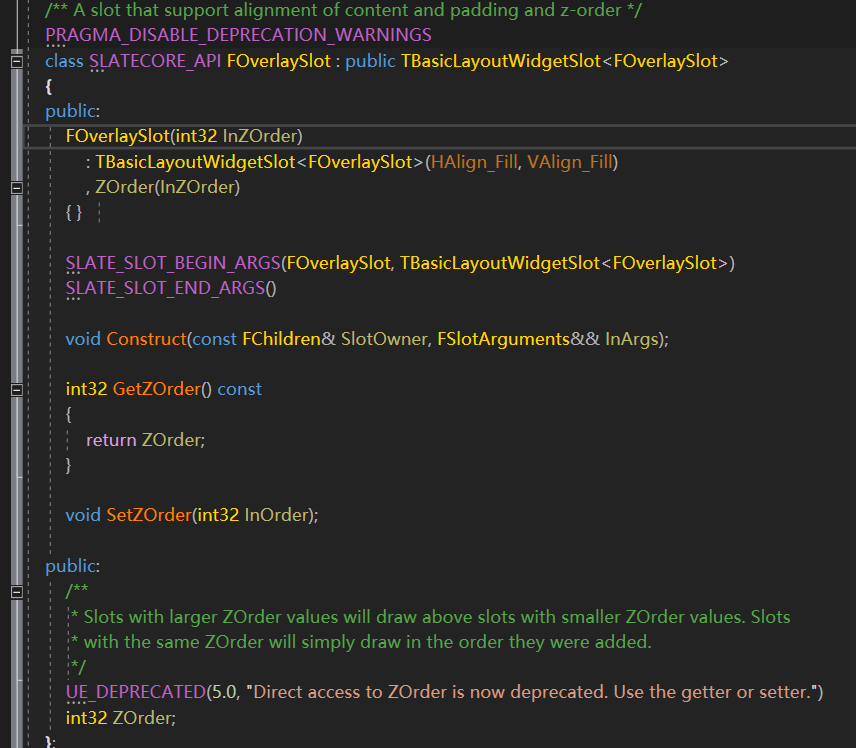 /** A slot that support alignment of content and padding and z-order */
PRAGMA_DISABLE_DEPRECATION_WARNINGS
class SLATECORE_API FOverlaySlot : public TBasicLayoutWidgetSlot<FOverlaySlot>
{
public:
FOverlaySlot(int32 InZOrder)
: TBasicLayoutWidgetSlot<FOverlaySlot>(HAlign_Fill, VAlign_Fill)
, ZOrder(InZOrder)
{ }
SLATE_SLOT_BEGIN_ARGS(FOverlaySlot, TBasicLayoutWidgetSlot<FOverlaySlot>)
SLATE_SLOT_END_ARGS()
void Construct(const FChildren& SlotOwner, FSlotArguments&& InArgs);
int32 GetZOrder() const
{
return ZOrder;
}
void SetZOrder(int32 InOrder);
public:
/**
* Slots with larger ZOrder values will draw above slots with smaller ZOrder values. Slots
* with the same ZOrder will simply draw in the order they were added.
*/
UE_DEPRECATED(5.0, "Direct access to ZOrder is now deprecated. Use the getter or setter.")
int32 ZOrder;
};